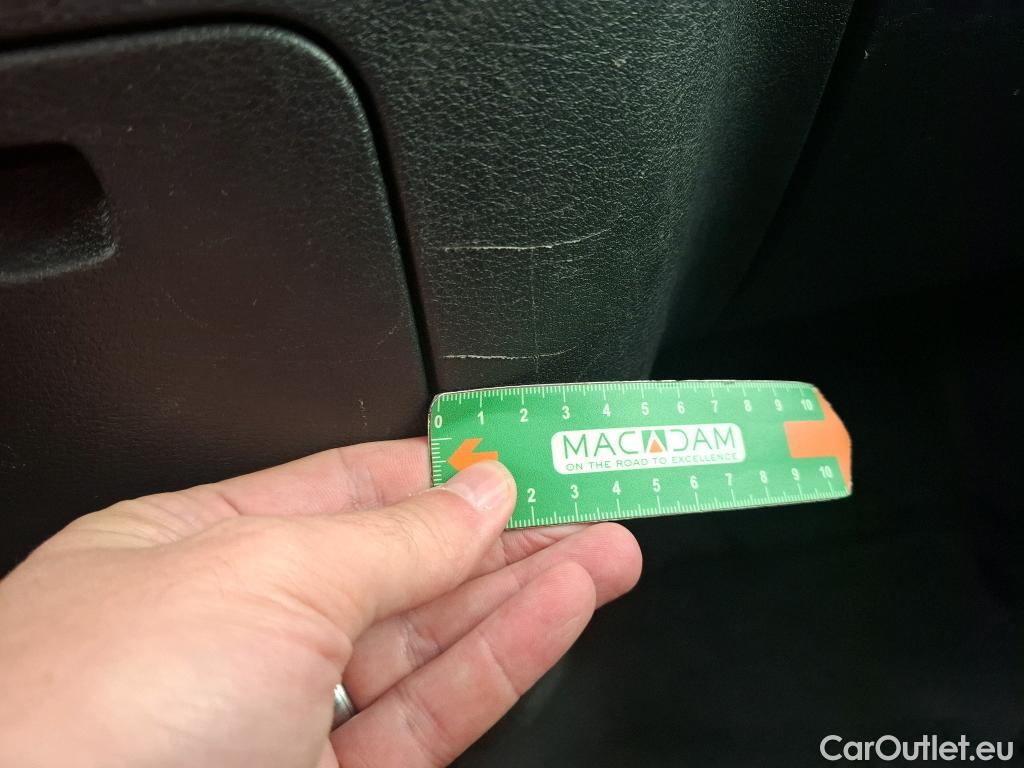 0 1 2 3 4 5 6 7 8 9 10
MACADAM
ON THE ROAD TO EXCELLENCE
2 3 4 5 6 7 8 9 10
CarOutlet.eu